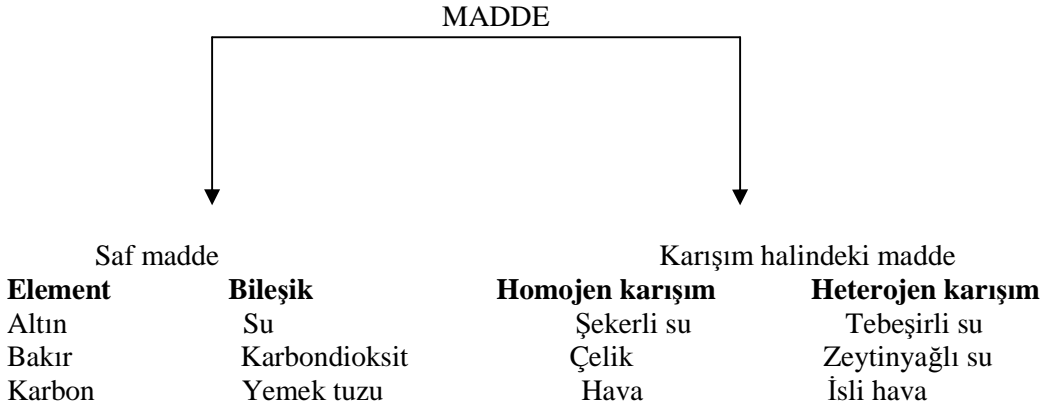 MADDE
Saf madde Karışım halindeki madde
Element Bileşik Homojen karışım Heterojen karışım
Altın Su Şekerli su Tebeşirli su
Bakır Karbondioksit Çelik Zeytinyağlı su
Karbon Yemek tuzu Hava İsli hava